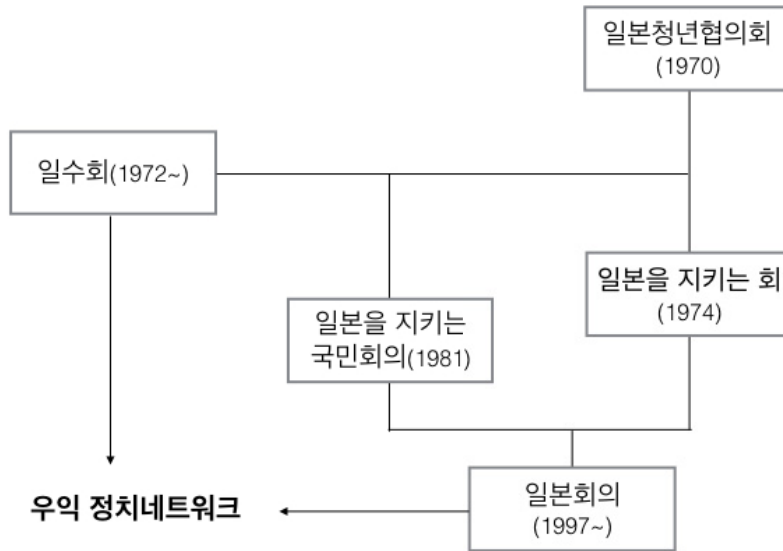 일본청년협의회
(1970)
일수회(1972~)
일본을 지키는 회
(1974)
일본을 지키는
국민회의(1981)
우익 정치네트워크
일본회의
(1997~)